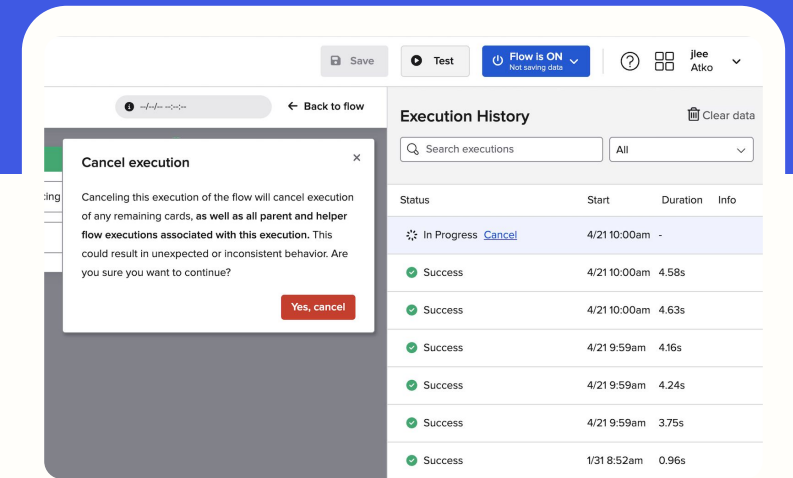 Save
Test
Flow is ON
Not saving data
jlee
Atko
--/--/-- --:--:--
← Back to flow
Execution History
Clear data
Search executions
All
Cancel execution
Canceling this execution of the flow will cancel execution
of any remaining cards, as well as all parent and helper
flow executions associated with this execution. This
could result in unexpected or inconsistent behavior. Are
you sure you want to continue?
Yes, cancel
Status Start Duration Info
In Progress Cancel 4/21 10:00am -
Success 4/21 10:00am 4.58s
Success 4/21 10:00am 4.63s
Success 4/21 9:59am 4.16s
Success 4/21 9:59am 4.24s
Success 4/21 9:59am 3.75s
Success 1/31 8:52am 0.96s